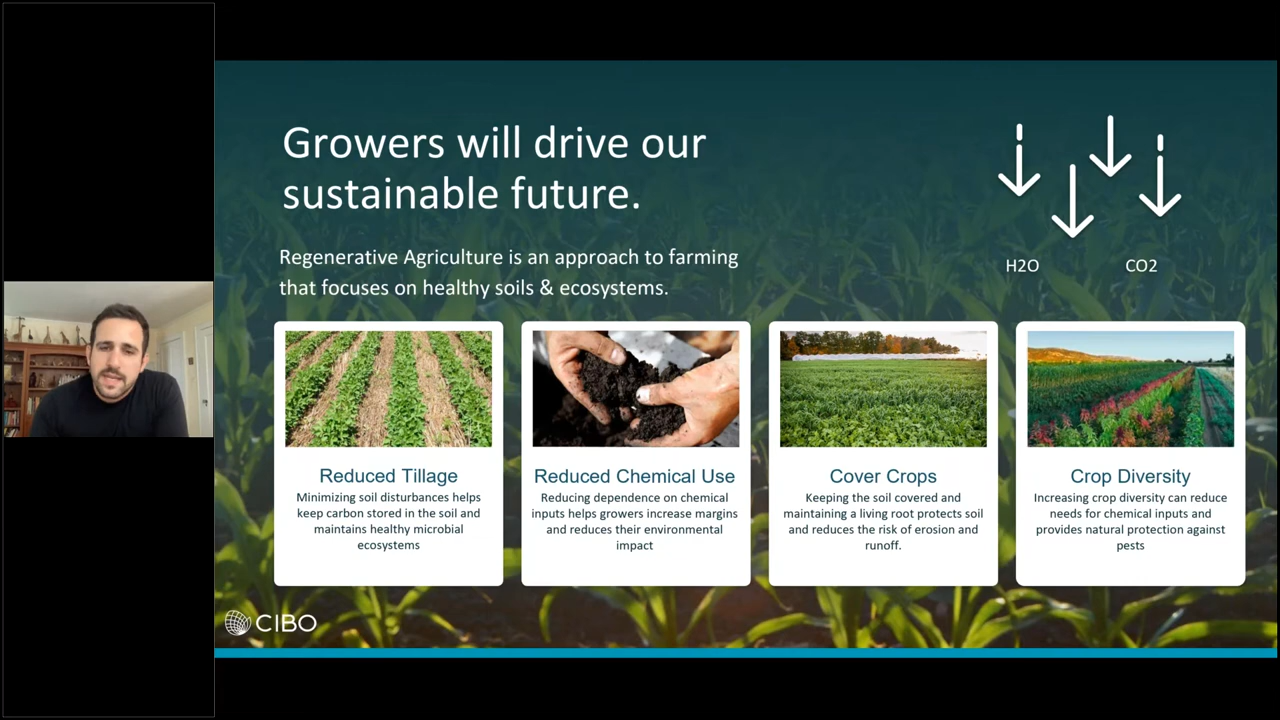 Growers will drive our
sustainable future.
H2O
CO2
Regenerative Agriculture is an approach to farming
that focuses on healthy soils & ecosystems.
Reduced Tillage
Minimizing soil disturbances helps
keep carbon stored in the soil and
maintains healthy microbial
ecosystems
Reduced Chemical Use
Reducing dependence on chemical
inputs helps growers increase margins
and reduces their environmental
impact
Cover Crops
Keeping the soil covered and
maintaining a living root protects soil
and reduces the risk of erosion and
runoff.
Crop Diversity
Increasing crop diversity can reduce
needs for chemical inputs and
provides natural protection against
pests
CIBO